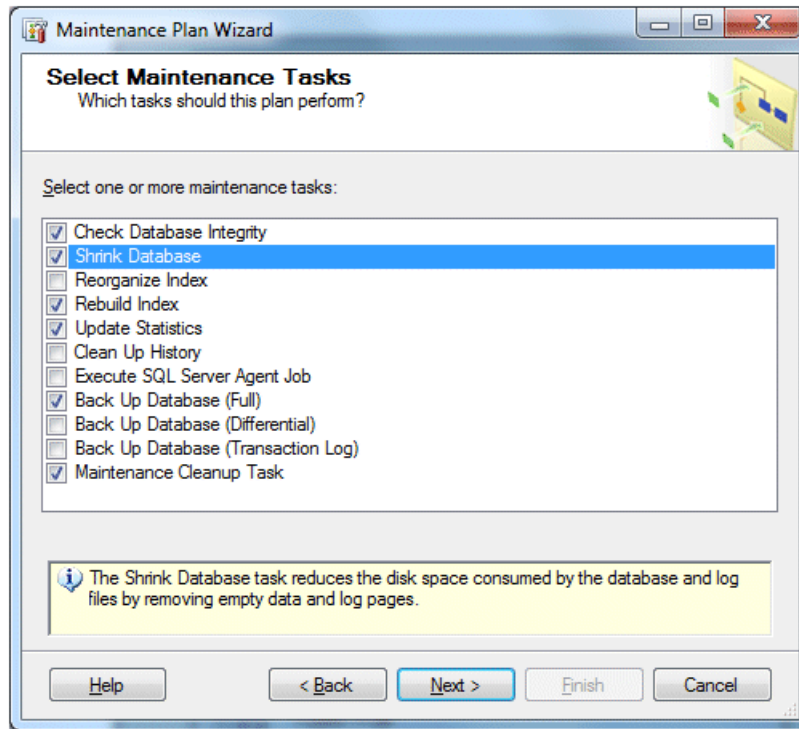 Maintenance Plan Wizard
Select Maintenance Tasks
Which tasks should this plan perform?
Select one or more maintenance tasks:
Check Database Integrity
Shrink Database
Reorganize Index
Rebuild Index
Update Statistics
Clean Up History
Execute SQL Server Agent Job
Back Up Database (Full)
Back Up Database (Differential)
Back Up Database (Transaction Log)
Maintenance Cleanup Task
The Shrink Database task reduces the disk space consumed by the database and log
files by removing empty data and log pages.
Help
< Back
Next >
Finish
Cancel